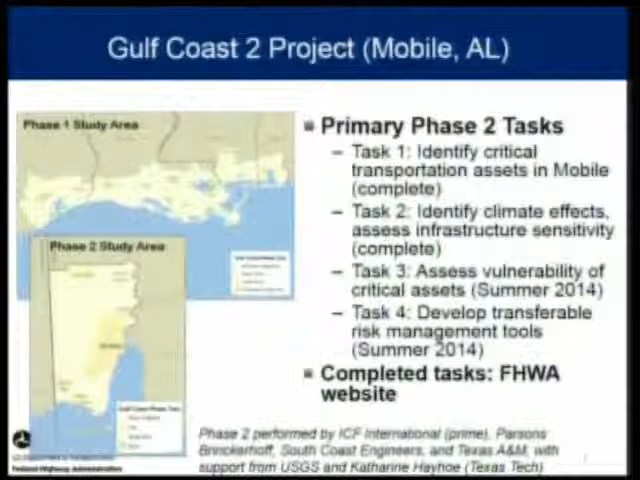 Gulf Coast 2 Project (Mobile, AL)
Phase 1 Study Area
Phase 2 Study Area
Primary Phase 2 Tasks
– Task 1: Identify critical
transportation assets in Mobile
(complete)
– Task 2: Identify climate effects,
assess infrastructure sensitivity
(complete)
– Task 3: Assess vulnerability of
critical assets (Summer 2014)
– Task 4: Develop transferable
risk management tools
(Summer 2014)
Completed tasks: FHWA
website
Phase 2 performed by ICF International (prime), Parsons
Brinckerhoff, South Coast Engineers, and Texas A&M, with
support from USGS and Katharine Hayhoe (Texas Tech)
Federal Highway Administration